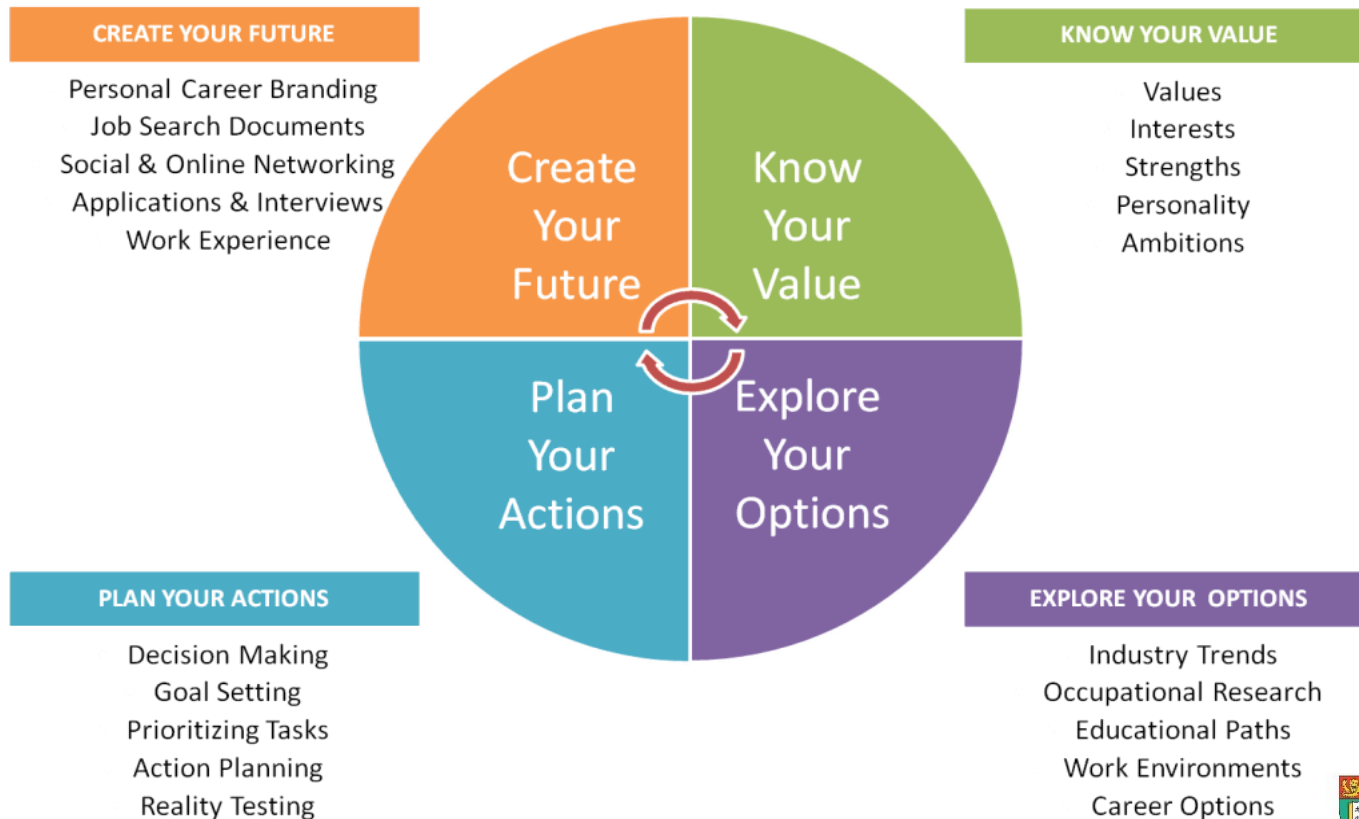 CREATE YOUR FUTURE
Personal Career Branding
Job Search Documents
Social & Online Networking
Applications & Interviews
Work Experience
KNOW YOUR VALUE
Values
Interests
Strengths
Personality
Ambitions
Create
Your
Future
Know
Your
Value
Plan
Your
Actions
Explore
Your
Options
PLAN YOUR ACTIONS
Decision Making
Goal Setting
Prioritizing Tasks
Action Planning
Reality Testing
EXPLORE YOUR OPTIONS
Industry Trends
Occupational Research
Educational Paths
Work Environments
Career Options